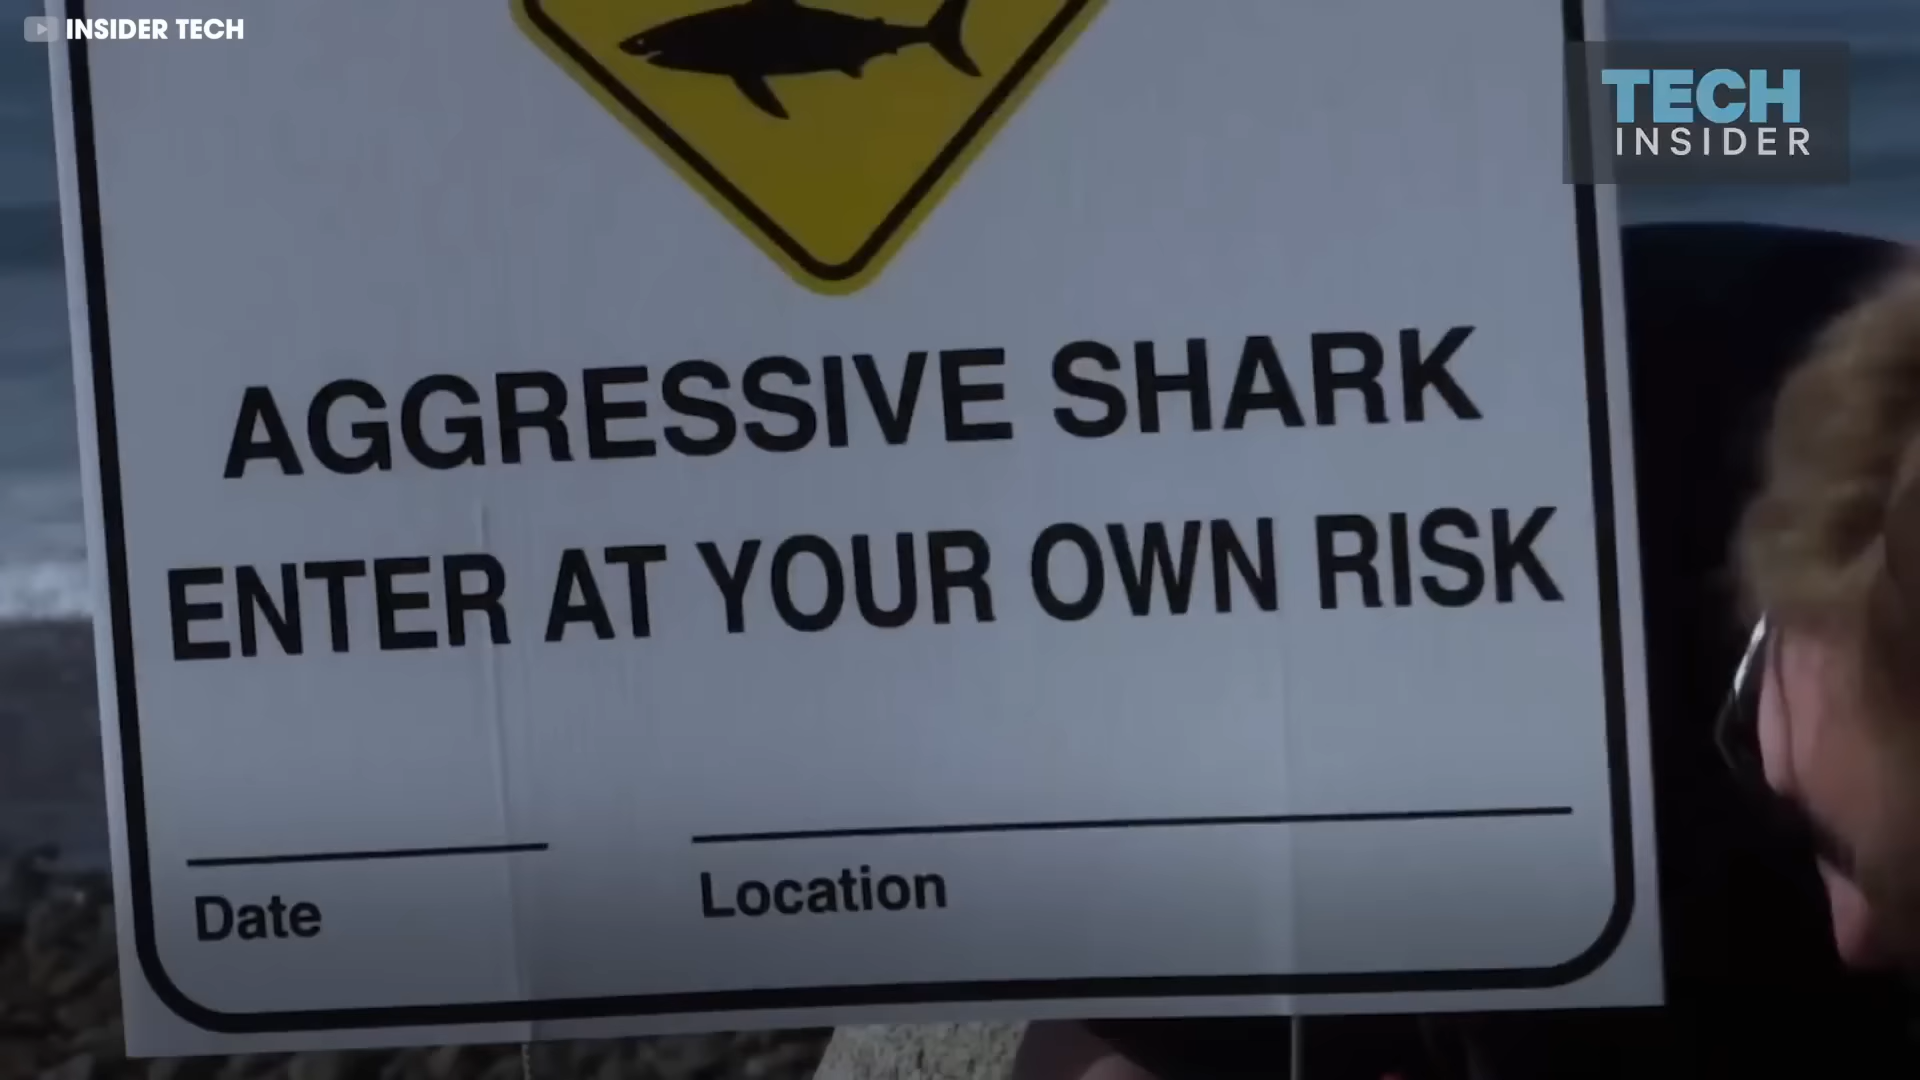 INSIDER TECH
TECH
INSIDER
AGGRESSIVE SHARK
ENTER AT YOUR OWN RISK
Date
Location